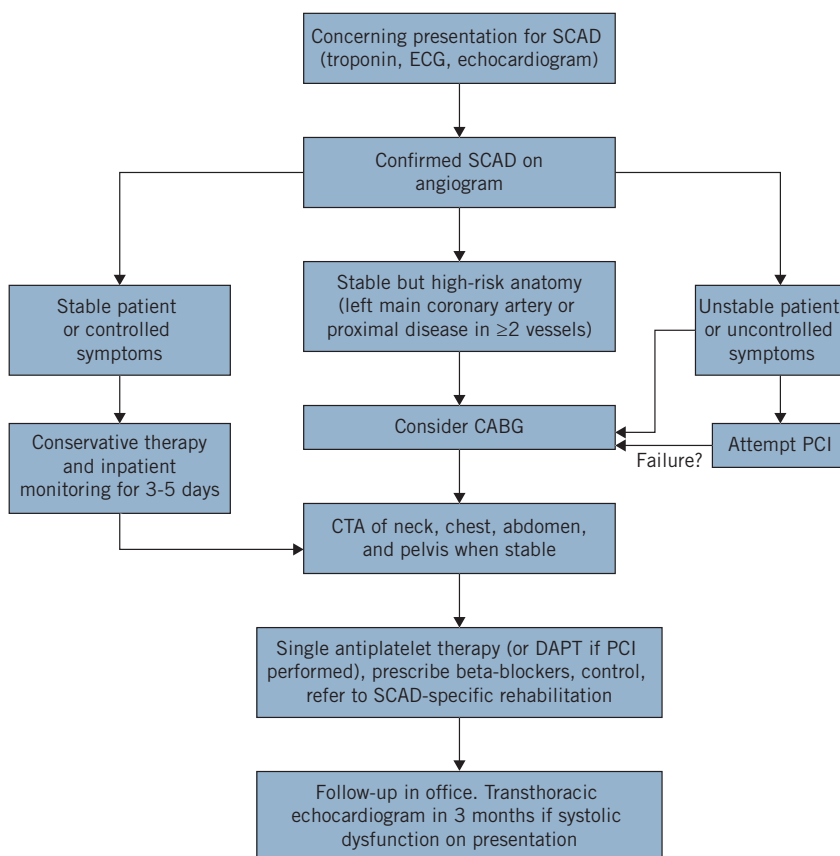 Concerning presentation for SCAD
(troponin, ECG, echocardiogram)
Confirmed SCAD on
angiogram
Stable patient
or controlled
symptoms
Stable but high-risk anatomy
(left main coronary artery or
proximal disease in ≥2 vessels)
Unstable patient
or uncontrolled
symptoms
Conservative therapy
and inpatient
monitoring for 3-5 days
Consider CABG
Failure?
Attempt PCI
CTA of neck, chest, abdomen,
and pelvis when stable
Single antiplatelet therapy (or DAPT if PCI
performed), prescribe beta-blockers, control,
refer to SCAD-specific rehabilitation
Follow-up in office. Transthoracic
echocardiogram in 3 months if systolic
dysfunction on presentation